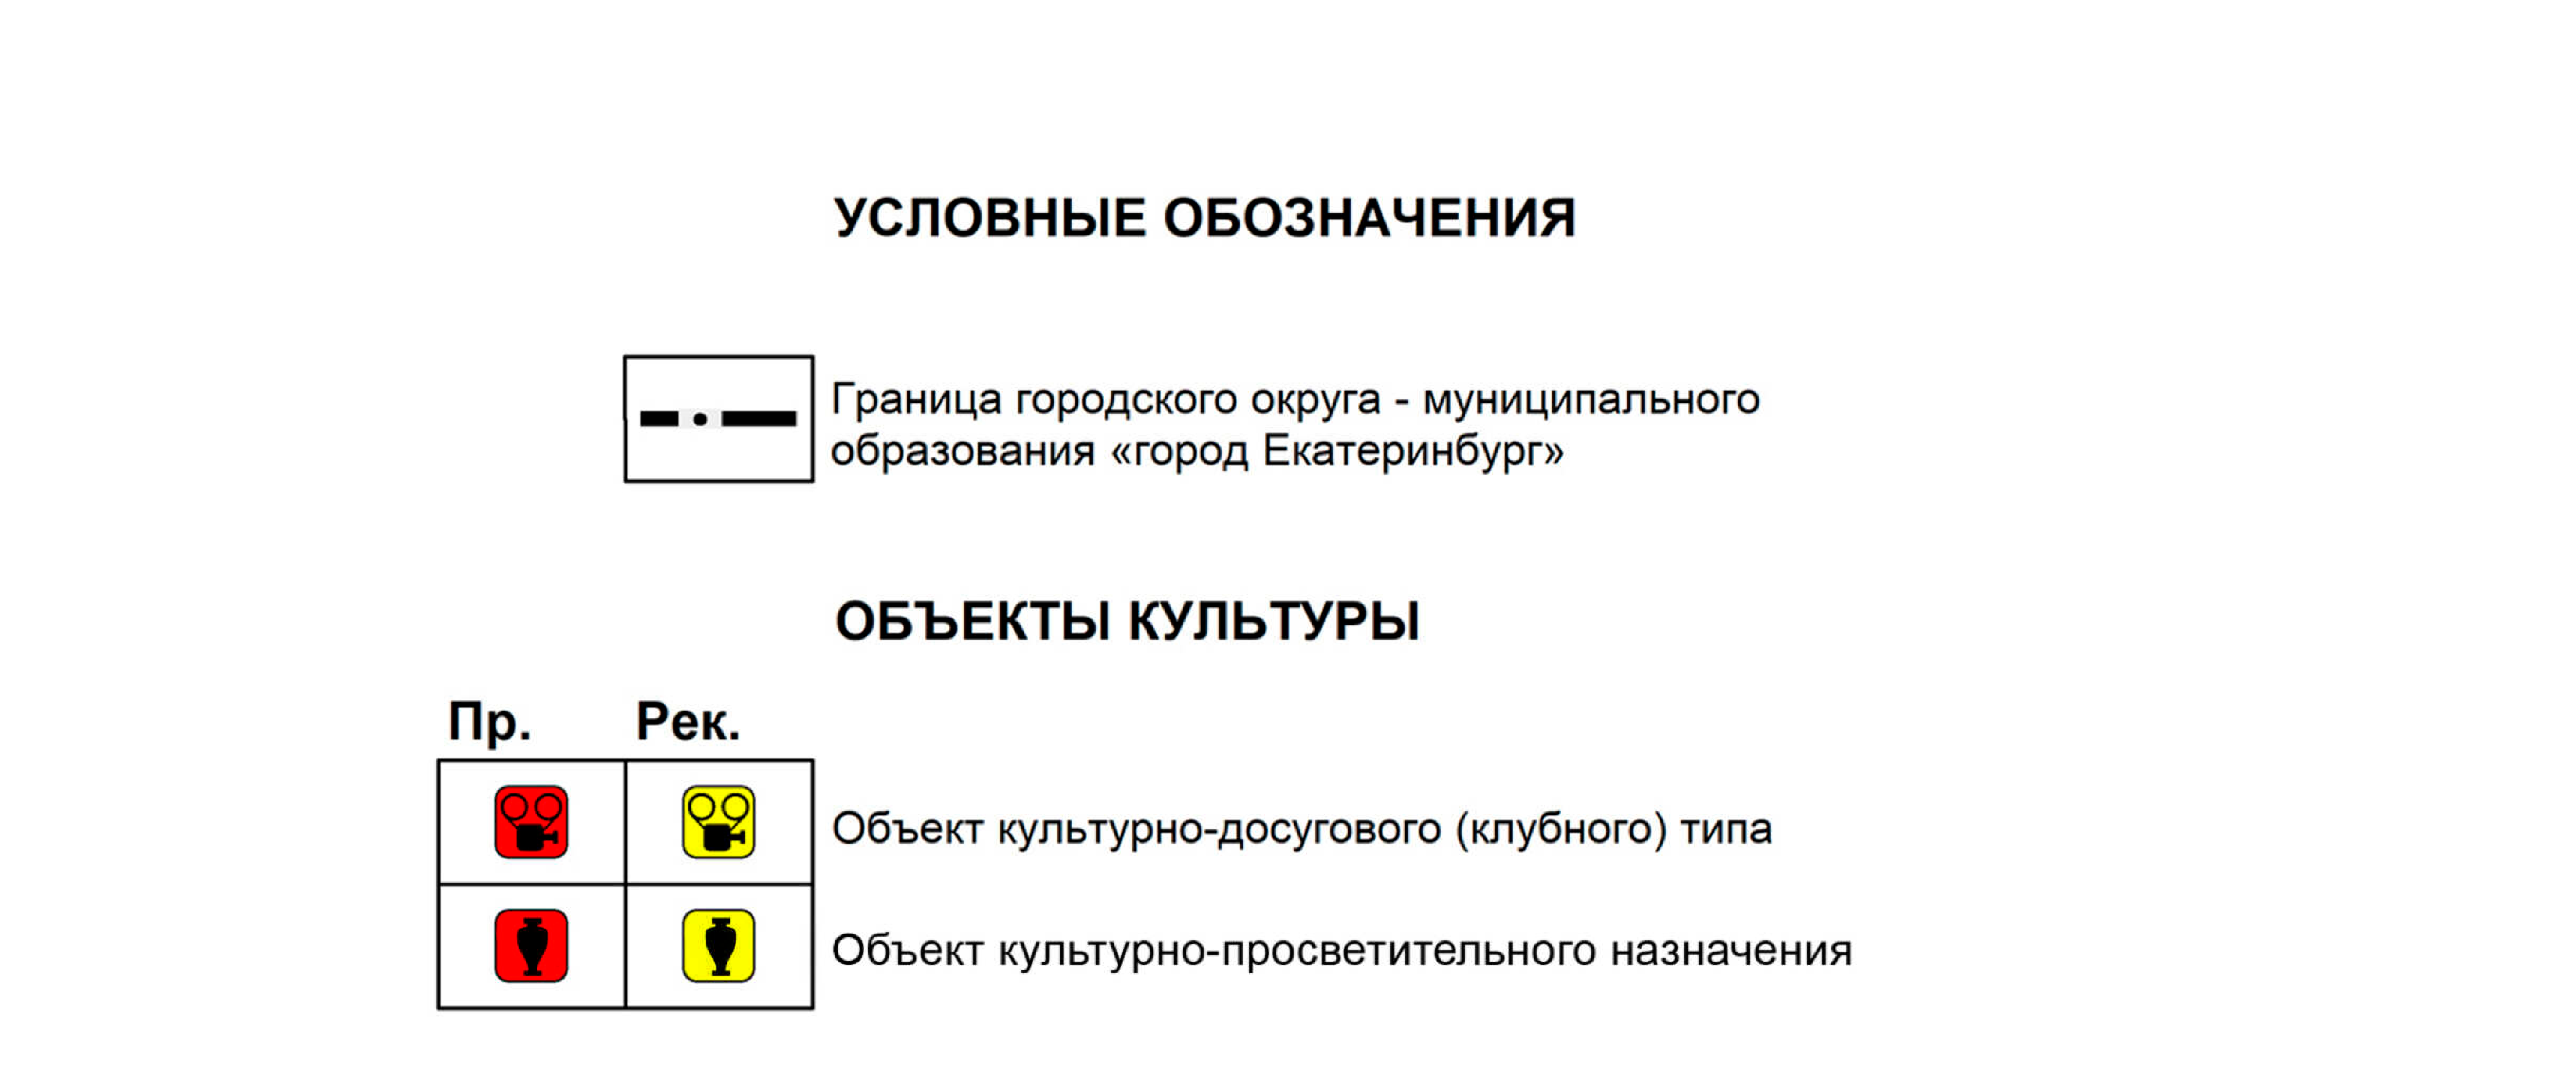 УСЛОВНЫЕ ОБОЗНАЧЕНИЯ
Граница городского округа - муниципального
образования «город Екатеринбург»
ОБЪЕКТЫ КУЛЬТУРЫ
Пр. Рек.
Объект культурно-досугового (клубного) типа
Объект культурно-просветительного назначения